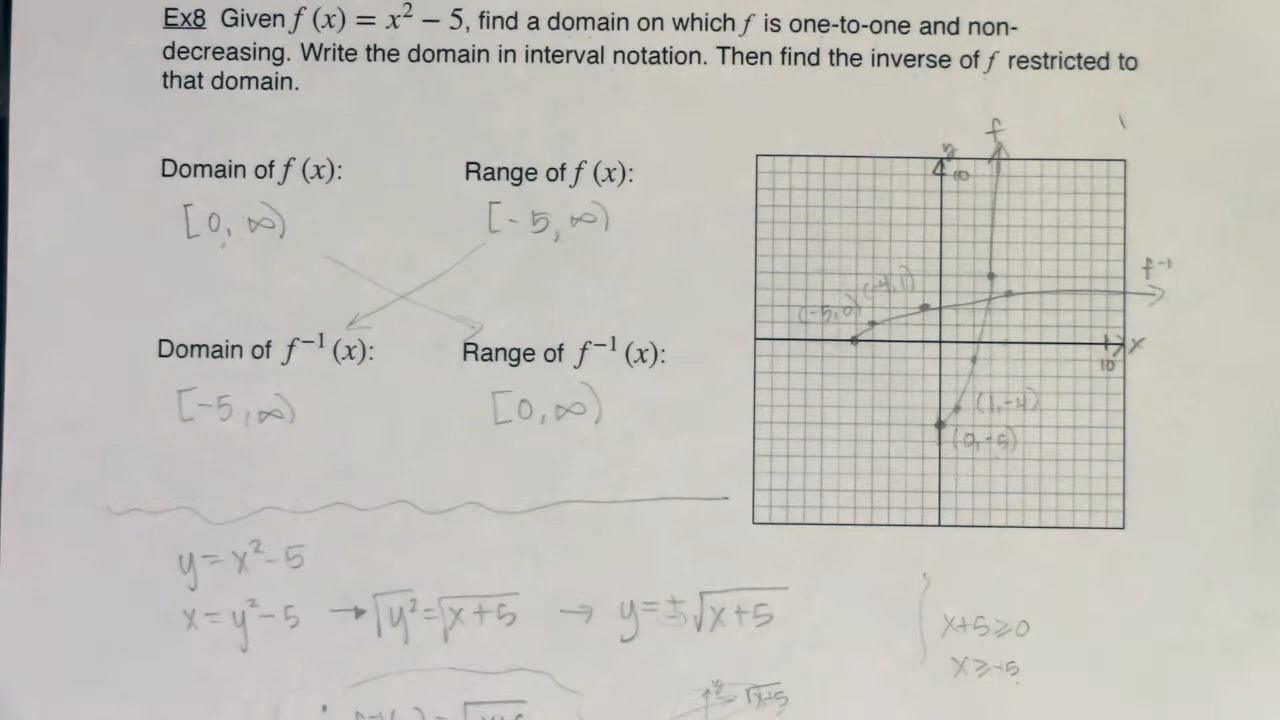 Ex8 Given f (x) = x² − 5, find a domain on which f is one-to-one and non-
decreasing. Write the domain in interval notation. Then find the inverse of f restricted to
that domain.
f
y
10
Domain of f (x): Range of f (x):
[0, ∞) [-5, ∞)
f⁻¹
(-5,0) (-4,1)
x
10
Domain of f⁻¹ (x): Range of f⁻¹ (x):
[-5, ∞) [0, ∞)
(1,-4)
(0,-5)
y = x² - 5
x = y² - 5 → √y² = √x+5 → y = ± √x+5
x+5 ≥ 0
x ≥ -5
√x+5